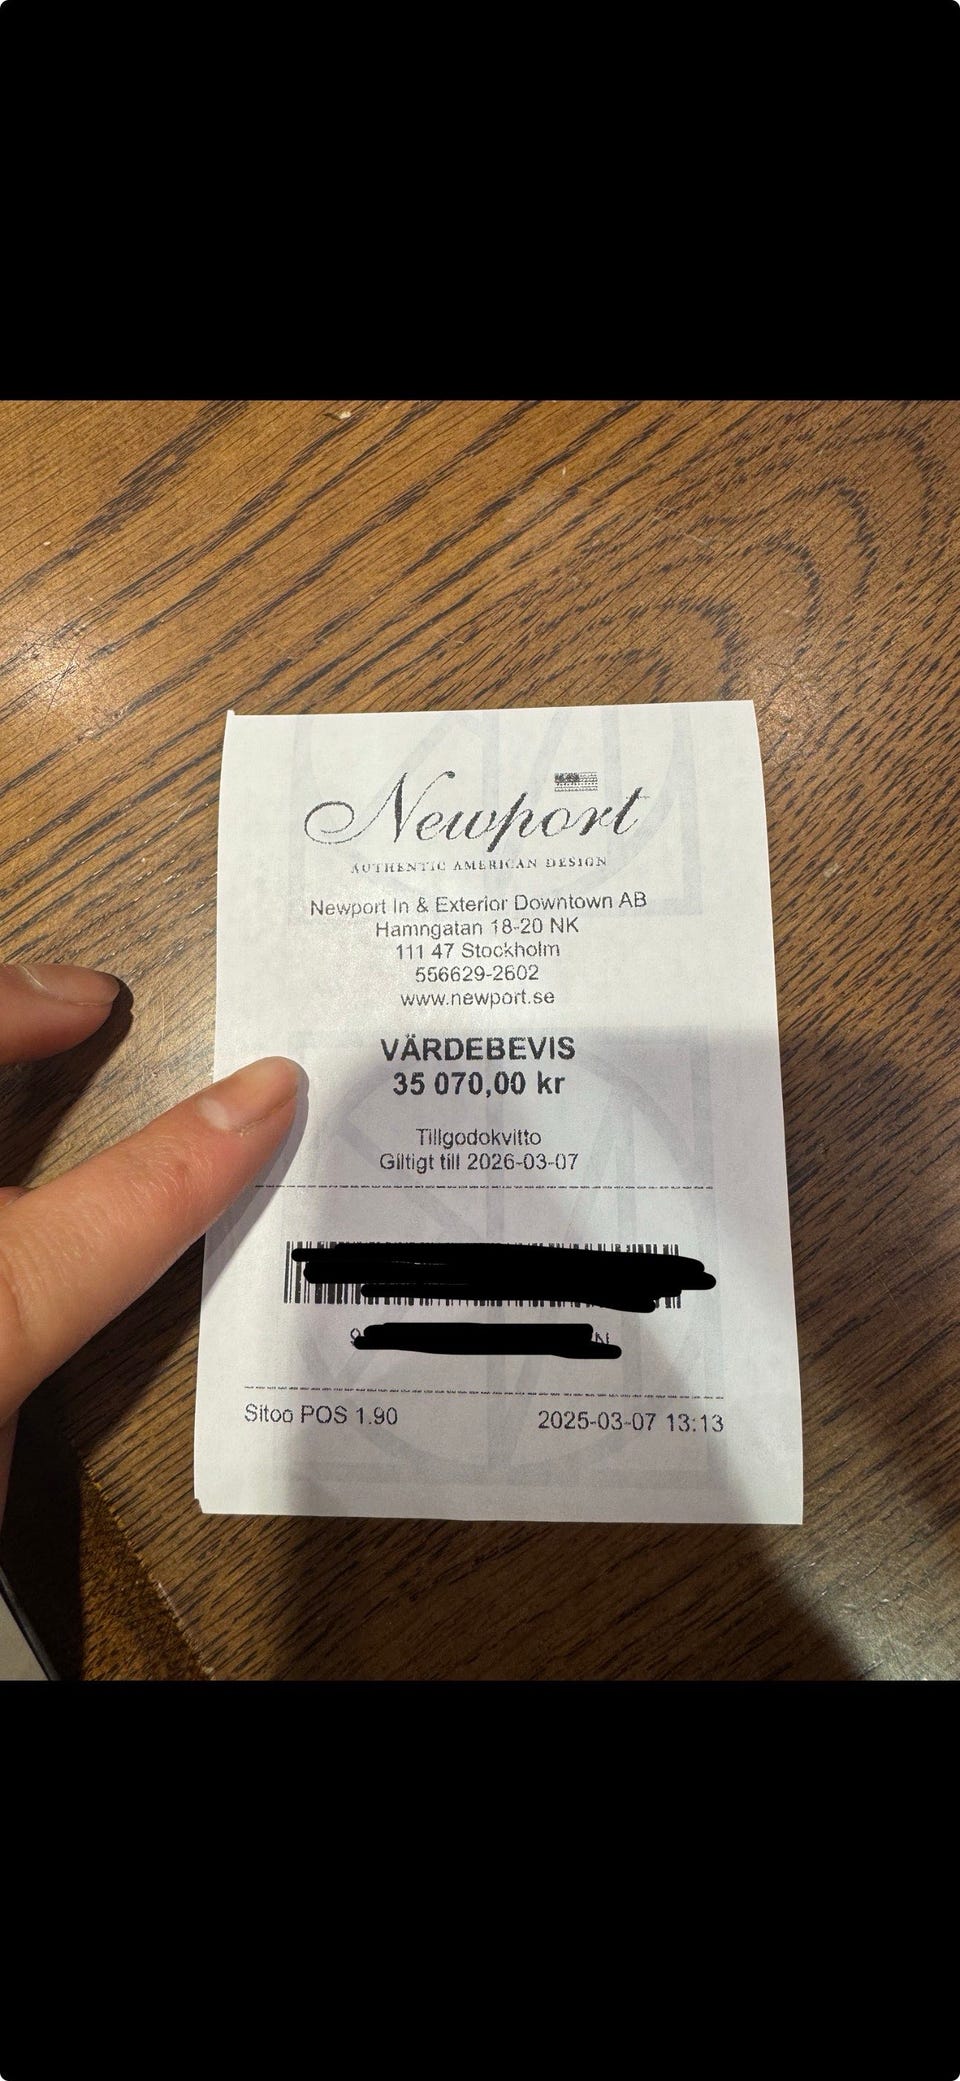 Newport
AUTHENTIC AMERICAN DESIGN
Newport In & Exterior Downtown AB
Hamngatan 18-20 NK
111 47 Stockholm
556629-2602
www.newport.se
VÄRDEBEVIS
35 070,00 kr
Tillgodokvitto
Giltigt till 2026-03-07
Sitoo POS 1.90 2025-03-07 13:13